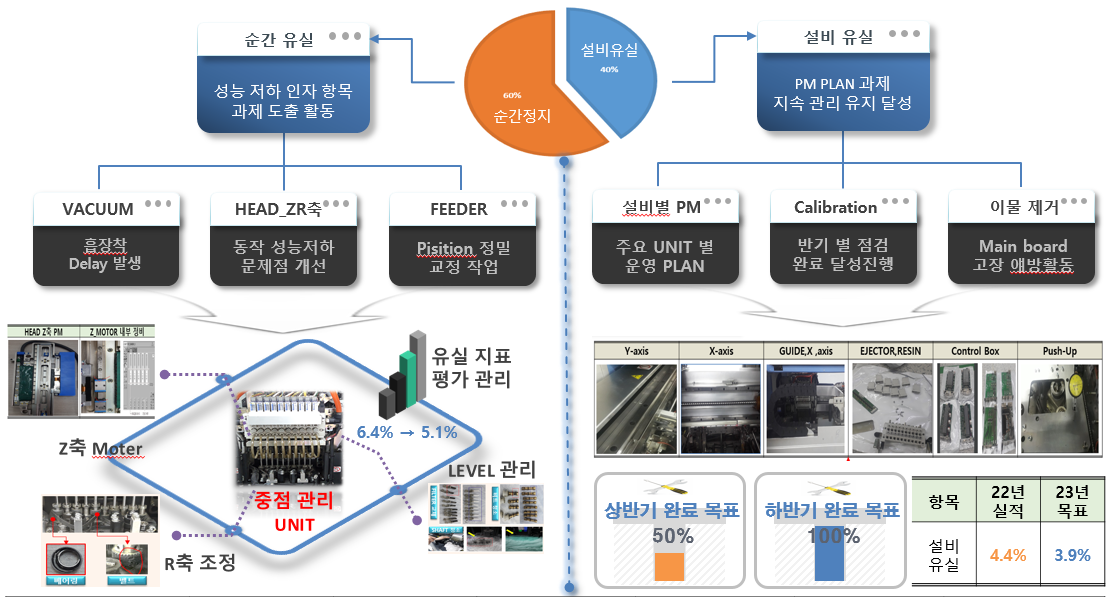 순간 유실
성능 저하 인자 항목
과제 도출 활동
설비유실
40%
60%
순간정지
설비 유실
PM PLAN 과제
지속 관리 유지 달성
VACUUM
흡장착
Delay 발생
HEAD_ZR축
동작 성능저하
문제점 개선
FEEDER
Pisition 정밀
교정 작업
설비별 PM
주요 UNIT 별
운영 PLAN
Calibration
반기 별 점검
완료 달성진행
이물 제거
Main board
고장 얘방활동
HEAD Z축 PM
Z_MOTOR 내부 정비
유실 지표
평가 관리
6.4% → 5.1%
Z축 Moter
중점 관리
UNIT
LEVEL 관리
SHAFT 모드
R축 조정
베어링
벨트
Y-axis
X-axis
GUIDE,X ,axis
EJECTOR,RESIN
Control Box
Push-Up
상반기 완료 목표
50%
하반기 완료 목표
100%
항목
22년
실적
23년
목표
설비
유실
4.4%
3.9%